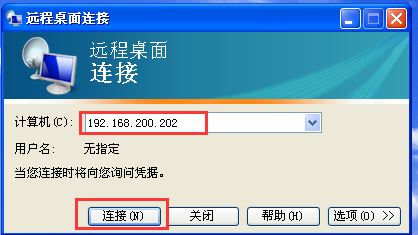 远程桌面连接
远程桌面
连接
计算机(C): 192.168.200.202
用户名: 无指定
当您连接时将向您询问凭据。
连接(N) 关闭 帮助(H) 选项(O) >>